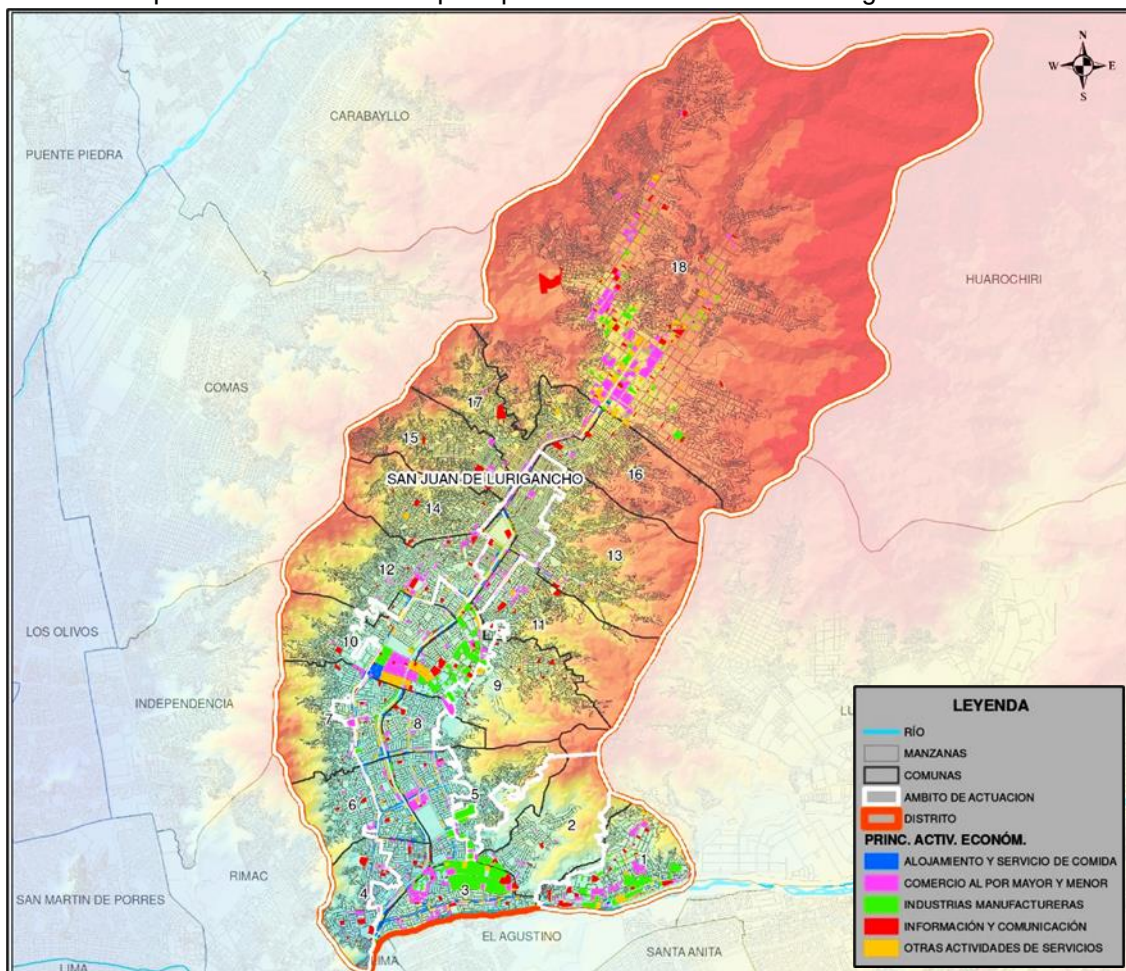 N
W E
S
CARABAYLLO
PUENTE PIEDRA
18
HUAROCHIRI
COMAS
17
15
16
SAN JUAN DE LURIGANCHO
14
13
12
11
LOS OLIVOS
10
9
INDEPENDENCIA
7
8
6
5
2
1
RIMAC
4
3
SAN MARTIN DE PORRES
EL AGUSTINO
SANTA ANITA
LIMA
LIMA
LEYENDA
RÍO
MANZANAS
COMUNAS
AMBITO DE ACTUACION
DISTRITO
PRINC. ACTIV. ECONÓM.
ALOJAMIENTO Y SERVICIO DE COMIDA
COMERCIO AL POR MAYOR Y MENOR
INDUSTRIAS MANUFACTURERAS
INFORMACIÓN Y COMUNICACIÓN
OTRAS ACTIVIDADES DE SERVICIOS